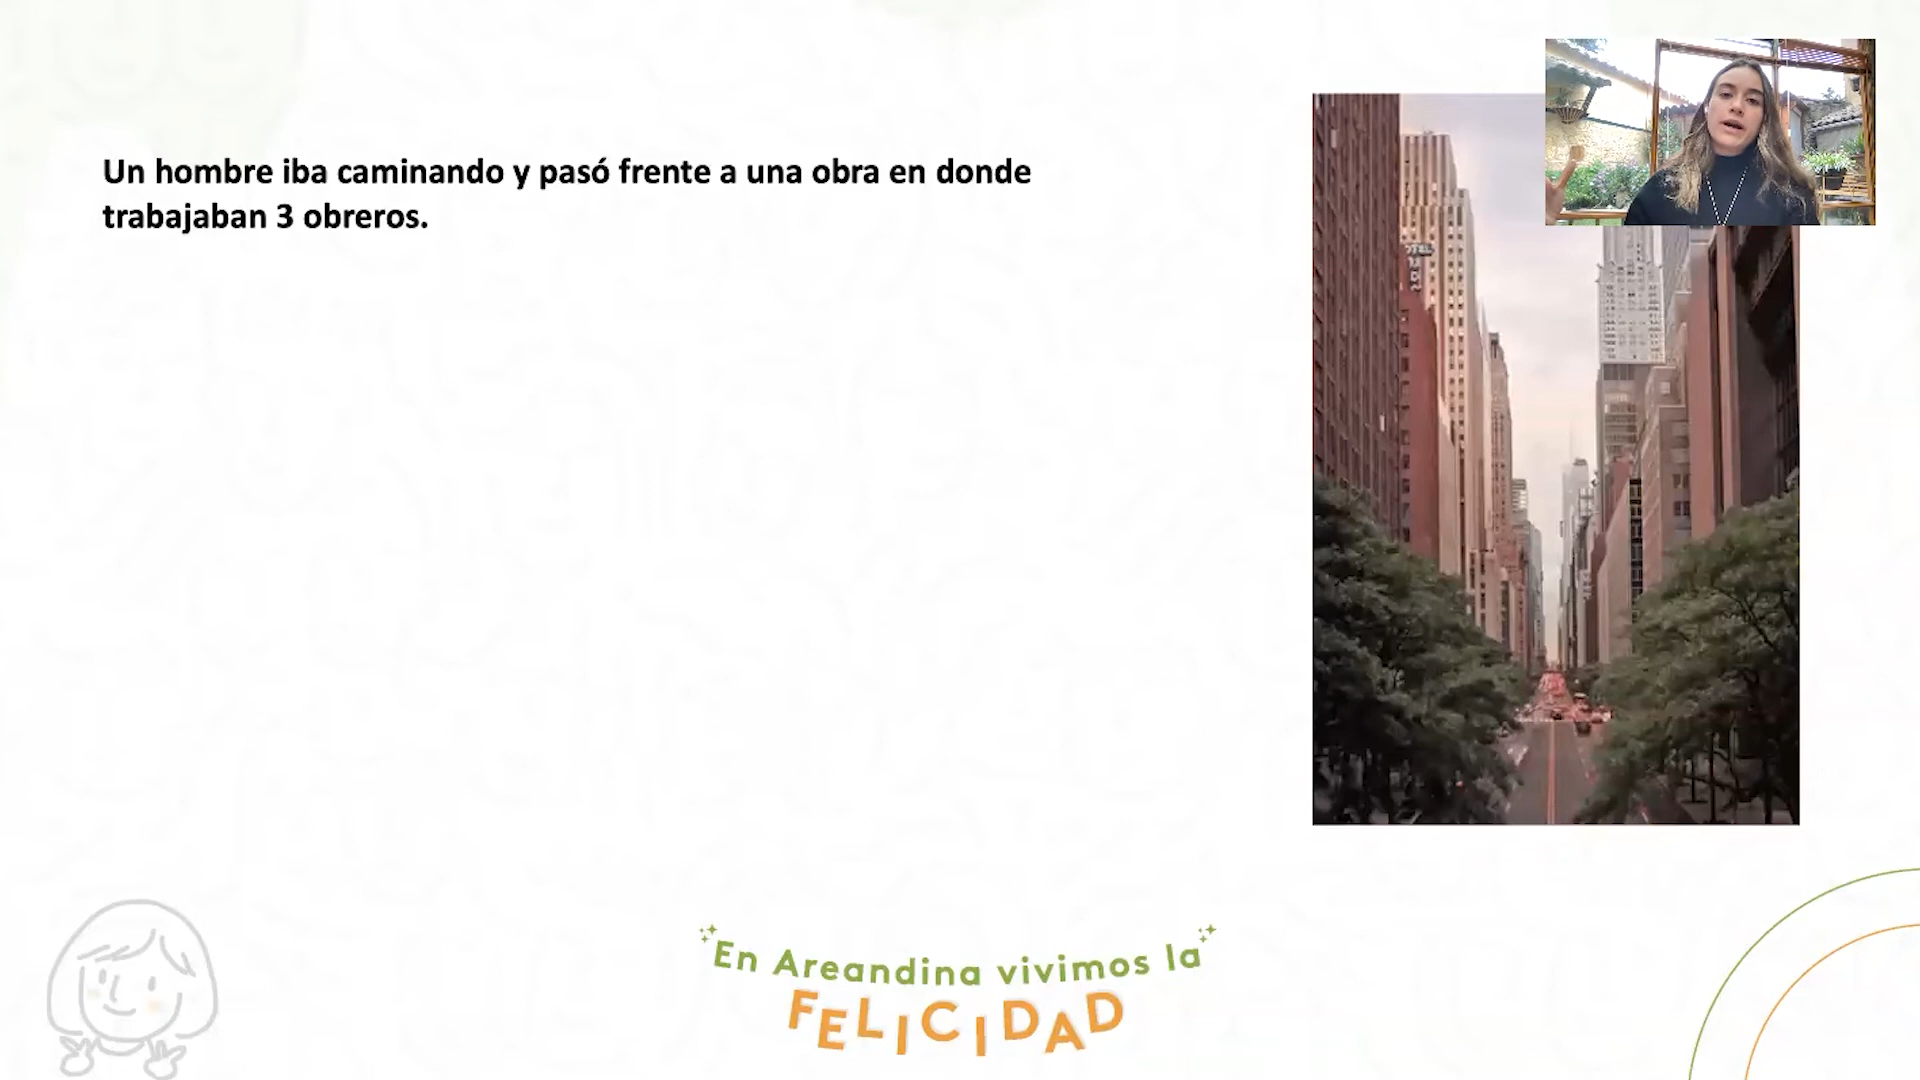 Un hombre iba caminando y pasó frente a una obra en donde
trabajaban 3 obreros.
En Areandina vivimos la
FELICIDAD